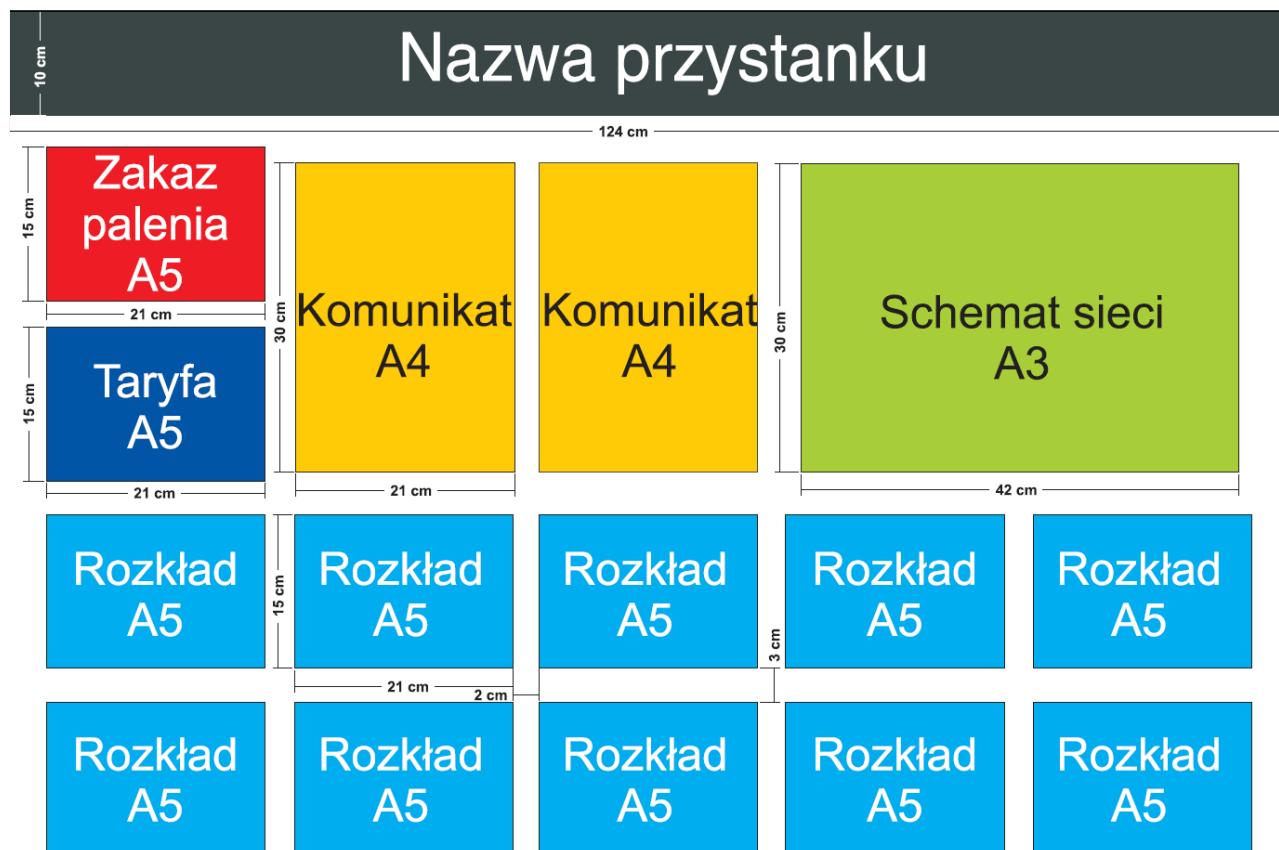 Nazwa przystanku
10 cm
124 cm
Zakaz
palenia
A5
15 cm
21 cm
Taryfa
A5
15 cm
21 cm
Komunikat
A4
30 cm
21 cm
Komunikat
A4
Schemat sieci
A3
30 cm
42 cm
Rozkład
A5
Rozkład
A5
15 cm
21 cm
2 cm
Rozkład
A5
3 cm
Rozkład
A5
Rozkład
A5
Rozkład
A5
Rozkład
A5
Rozkład
A5
Rozkład
A5
Rozkład
A5